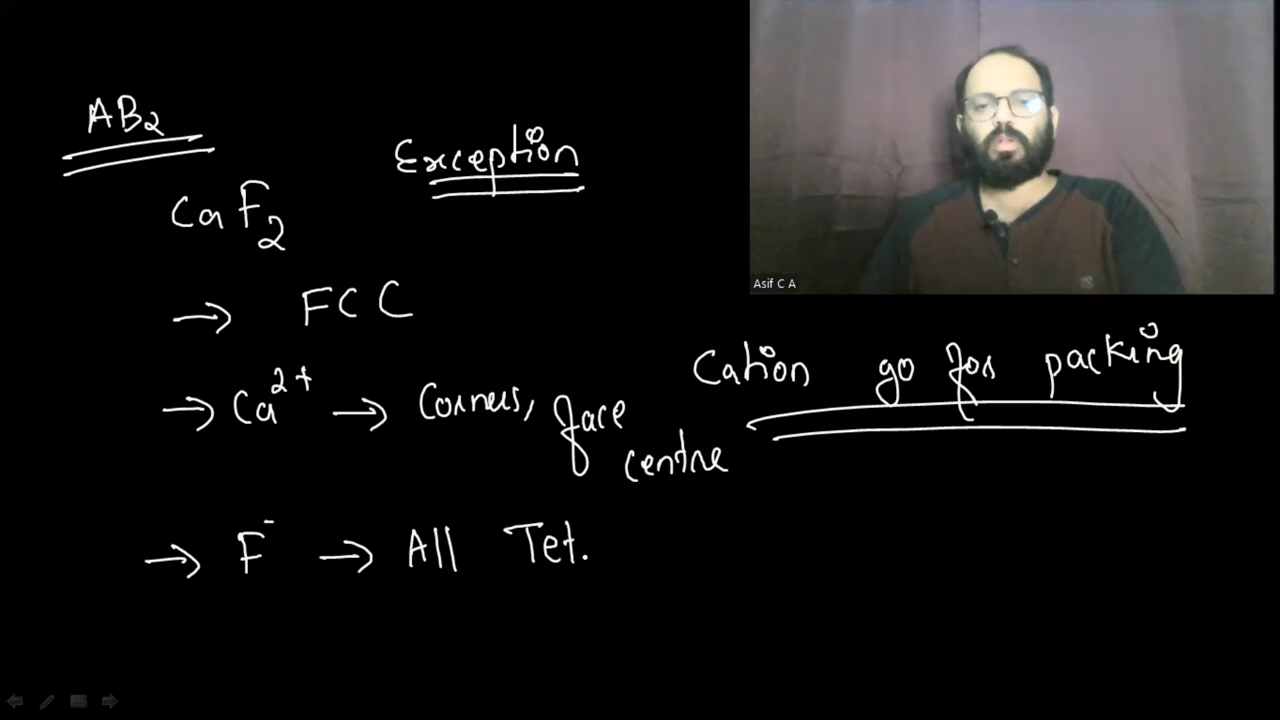 AB2
Exception
CaF2
→ FCC
Cation go for packing
→ Ca2+ → Corners, face
centre
→ F- → All Tet.
Asif C A